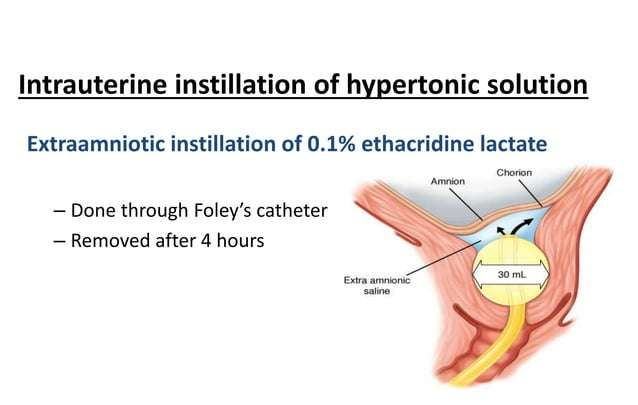 Intrauterine instillation of hypertonic solution
Extraamniotic instillation of 0.1% ethacridine lactate
– Done through Foley’s catheter
– Removed after 4 hours
Chorion
Amnion
30 mL
Extra amnionic
saline